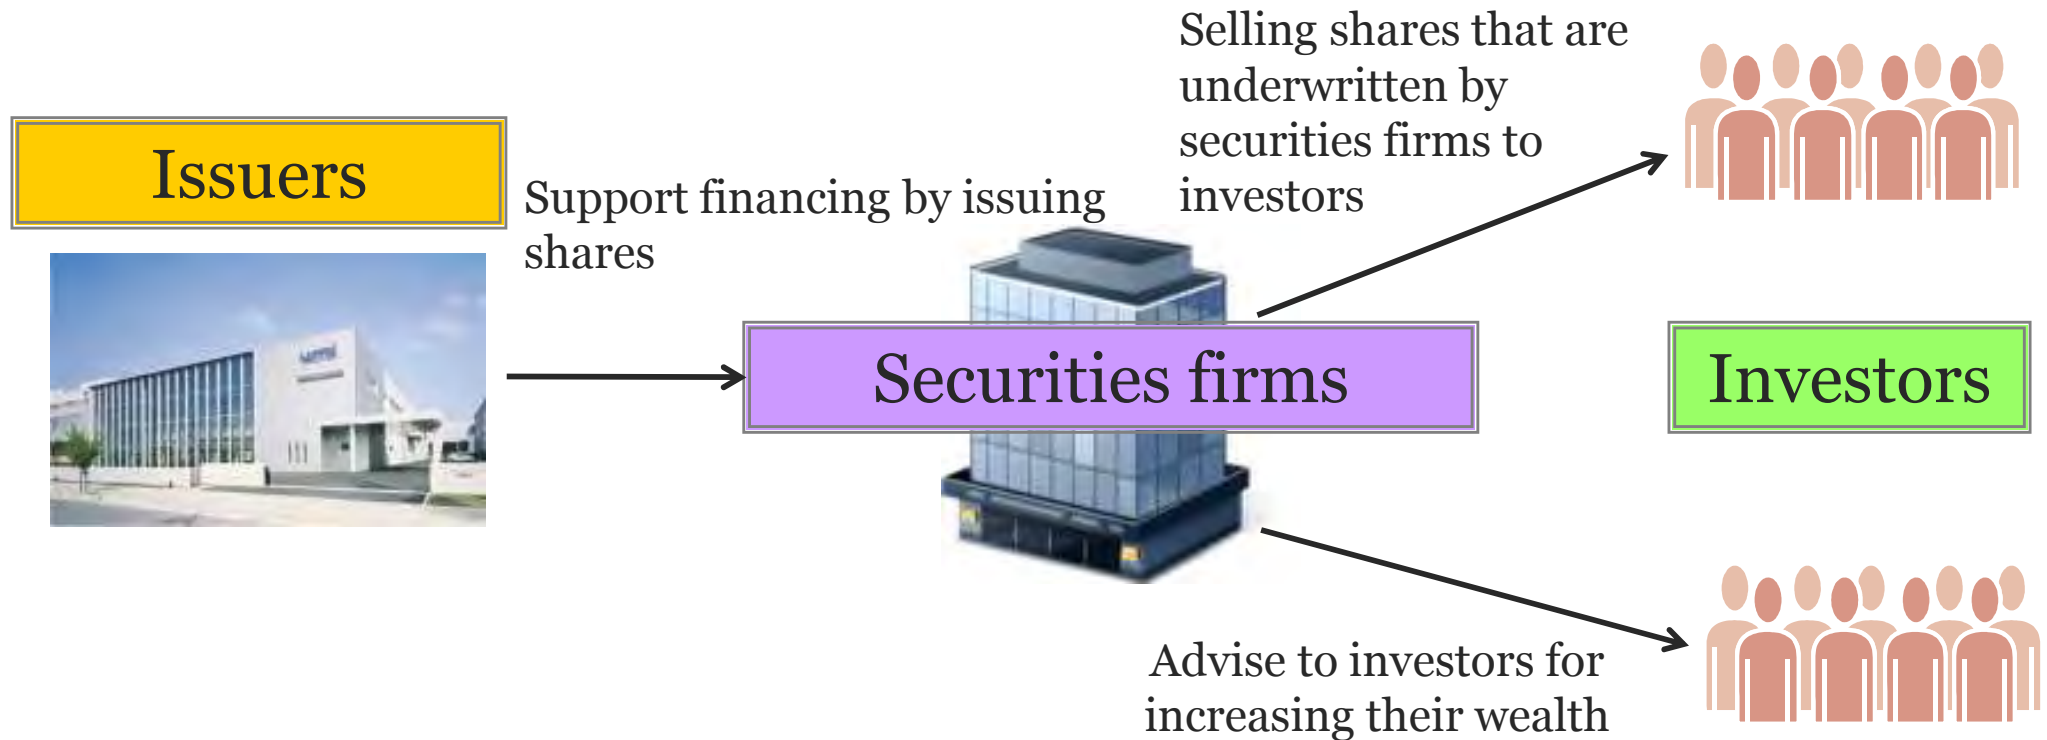 Issuers
Support financing by issuing
shares
Selling shares that are
underwritten by
securities firms to
investors
Securities firms
Investors
Advise to investors for
increasing their wealth